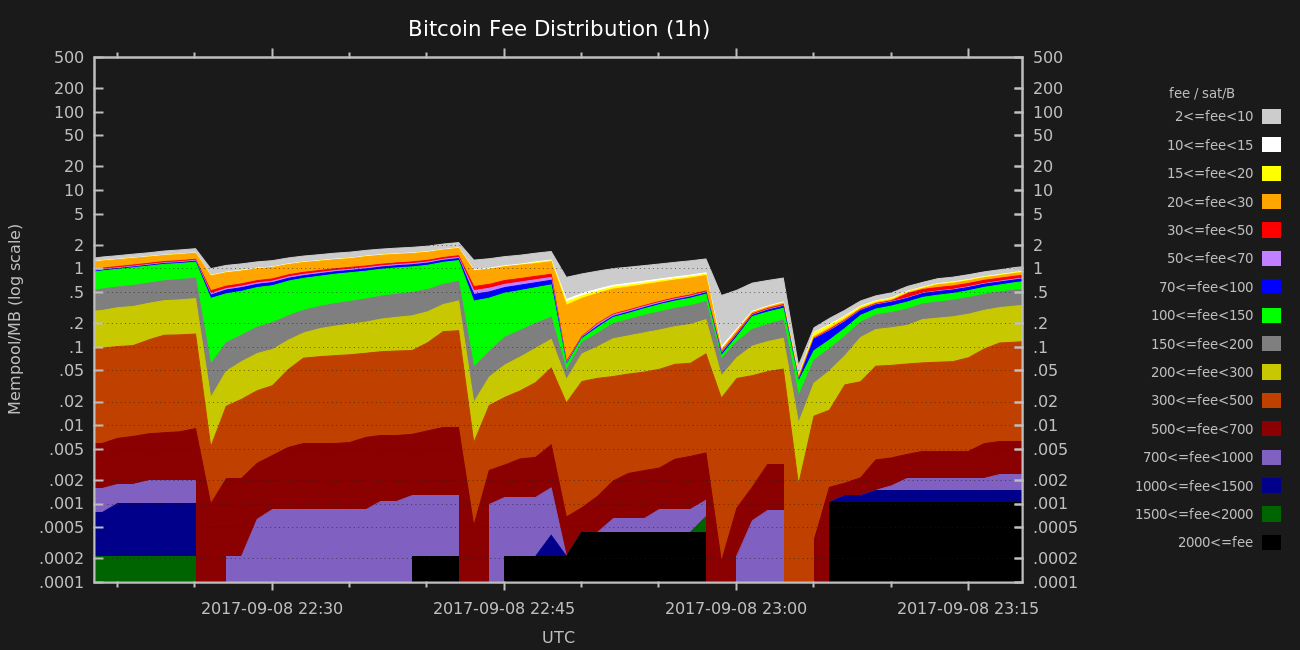 Bitcoin Fee Distribution (1h)
Mempool/MB (log scale)
500
200
100
50
20
10
5
2
1
.5
.2
.1
.05
.02
.01
.005
.002
.001
.0005
.0002
.0001
500
200
100
50
20
10
5
2
1
.5
.2
.1
.05
.02
.01
.005
.002
.001
.0005
.0002
.0001
2017-09-08 22:30 2017-09-08 22:45 2017-09-08 23:00 2017-09-08 23:15
UTC
fee / sat/B
2<=fee<10
10<=fee<15
15<=fee<20
20<=fee<30
30<=fee<50
50<=fee<70
70<=fee<100
100<=fee<150
150<=fee<200
200<=fee<300
300<=fee<500
500<=fee<700
700<=fee<1000
1000<=fee<1500
1500<=fee<2000
2000<=fee